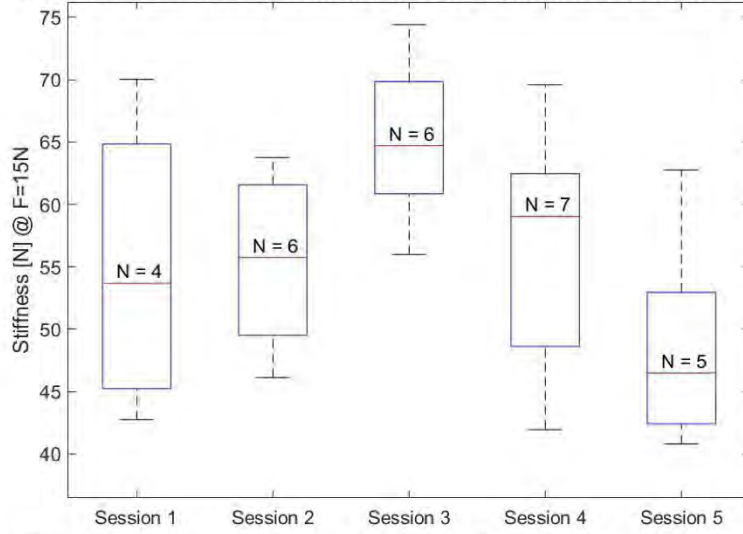 75
70
65
60
55
50
45
40
Stiffness [N] @ F=15N
N = 4
N = 6
N = 6
N = 7
N = 5
Session 1 Session 2 Session 3 Session 4 Session 5